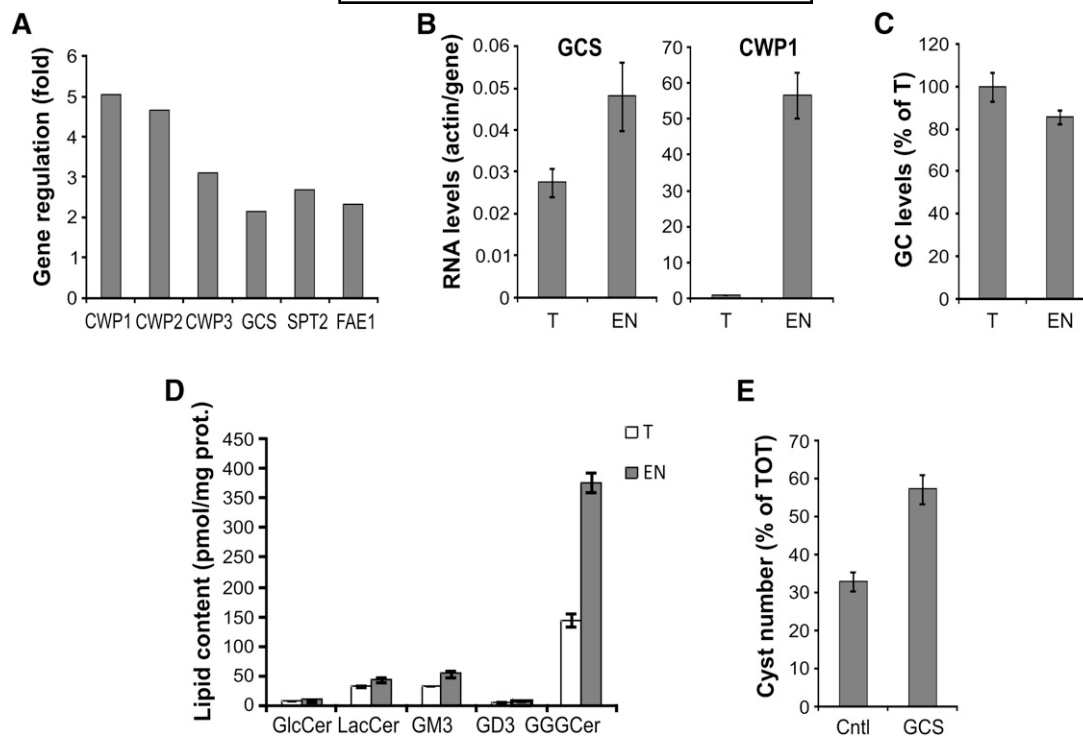 A
Gene regulation (fold)
6
5
4
3
2
1
0
CWP1 CWP2 CWP3 GCS SPT2 FAE1
B
RNA levels (actin/gene)
GCS
0.06
0.05
0.04
0.03
0.02
0.01
0
T EN
CWP1
70
60
50
40
30
20
10
0
T EN
C
GC levels (% of T)
120
100
80
60
40
20
0
T EN
D
Lipid content (pmol/mg prot.)
450
400
350
300
250
200
150
100
50
0
GlcCer LacCer GM3 GD3 GGGCer
T
EN
E
Cyst number (% of TOT)
70
60
50
40
30
20
10
0
Cntl GCS